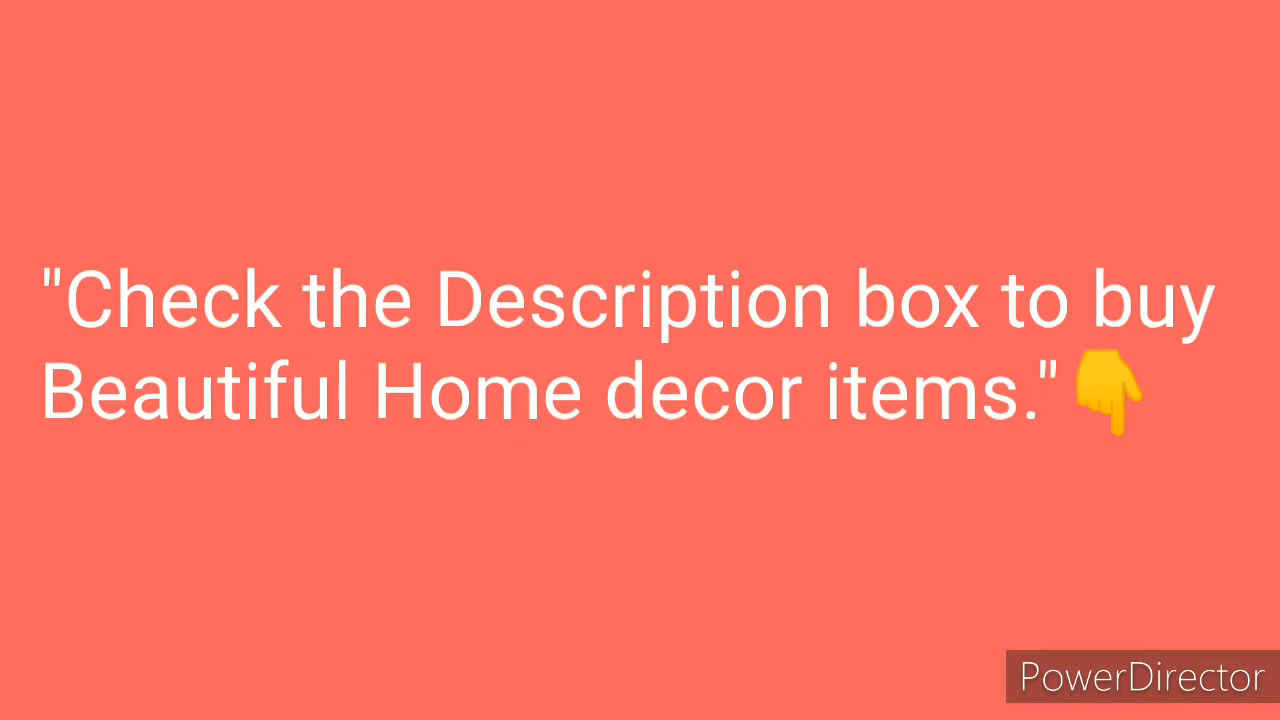 "Check the Description box to buy
Beautiful Home decor items."👇
PowerDirector